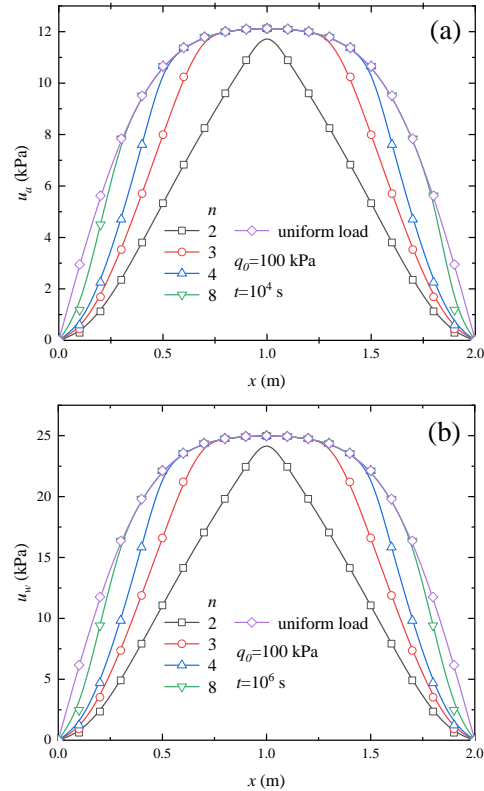 (a)
12
10
8
6
4
2
0
u_a (kPa)
n
2
3
4
8
uniform load
q_0=100 kPa
t=10^4 s
0.0 0.5 1.0 1.5 2.0
x (m)
(b)
25
20
15
10
5
0
u_w (kPa)
n
2
3
4
8
uniform load
q_0=100 kPa
t=10^6 s
0.0 0.5 1.0 1.5 2.0
x (m)